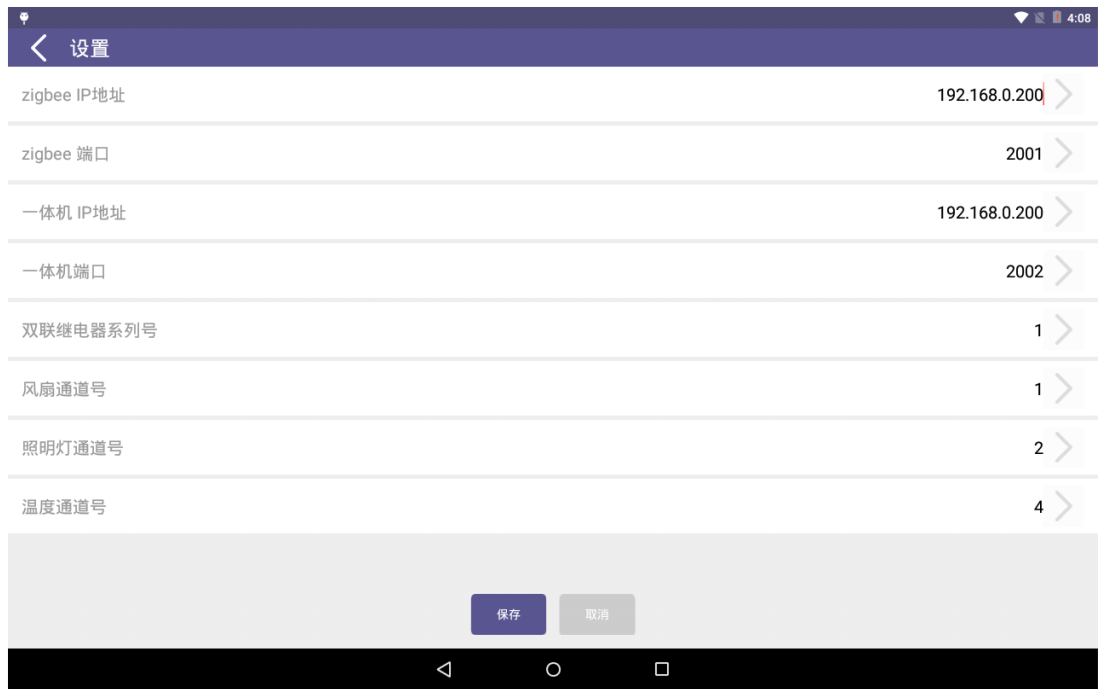 4:08
设置
zigbee IP地址
192.168.0.200
zigbee 端口
2001
一体机 IP地址
192.168.0.200
一体机端口
2002
双联继电器系列号
1
风扇通道号
1
照明灯通道号
2
温度通道号
4
保存
取消